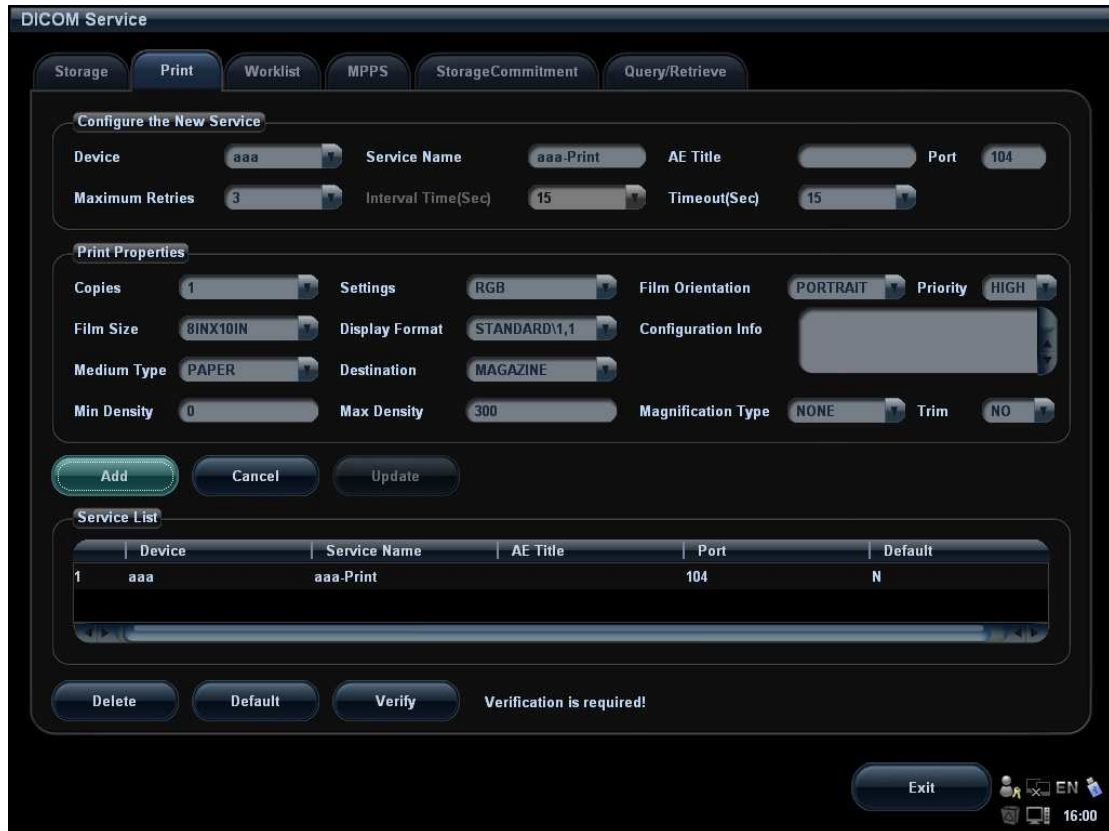 DICOM Service
Storage Print Worklist MPPS StorageCommitment Query/Retrieve
Configure the New Service
Device aaa Service Name aaa-Print AE Title Port 104
Maximum Retries 3 Interval Time(Sec) 15 Timeout(Sec) 15
Print Properties
Copies 1 Settings RGB Film Orientation PORTRAIT Priority HIGH
Film Size 8INX10IN Display Format STANDARD\1,1 Configuration Info
Medium Type PAPER Destination MAGAZINE
Min Density 0 Max Density 300 Magnification Type NONE Trim NO
Add Cancel Update
Service List
Device Service Name AE Title Port Default
1 aaa aaa-Print 104 N
Delete Default Verify Verification is required!
Exit EN
16:00